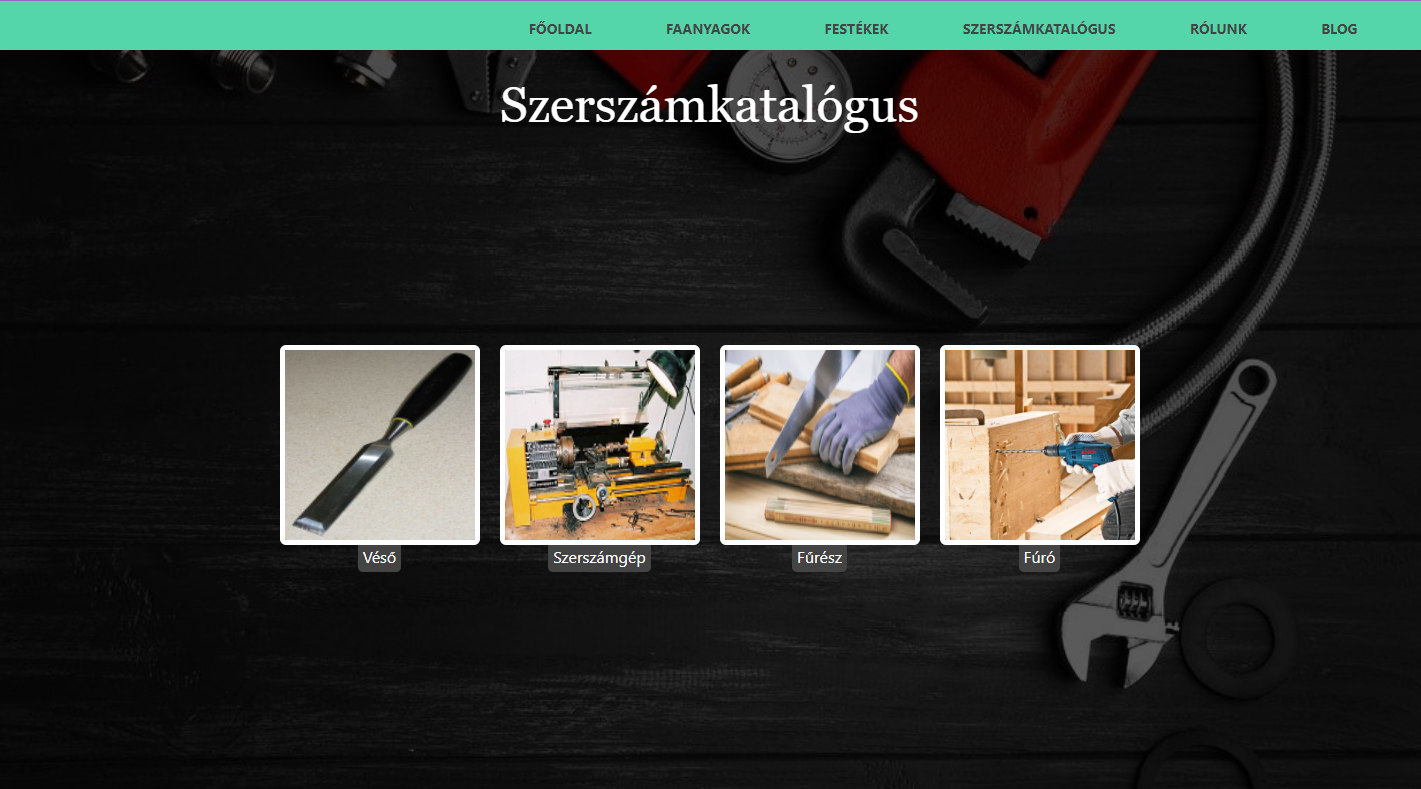 FŐOLDAL FAANYAGOK FESTÉKEK SZERSZÁMKATALÓGUS RÓLUNK BLOG
Szerszámkatalógus
Véső Szerszámgép Fűrész Fúró